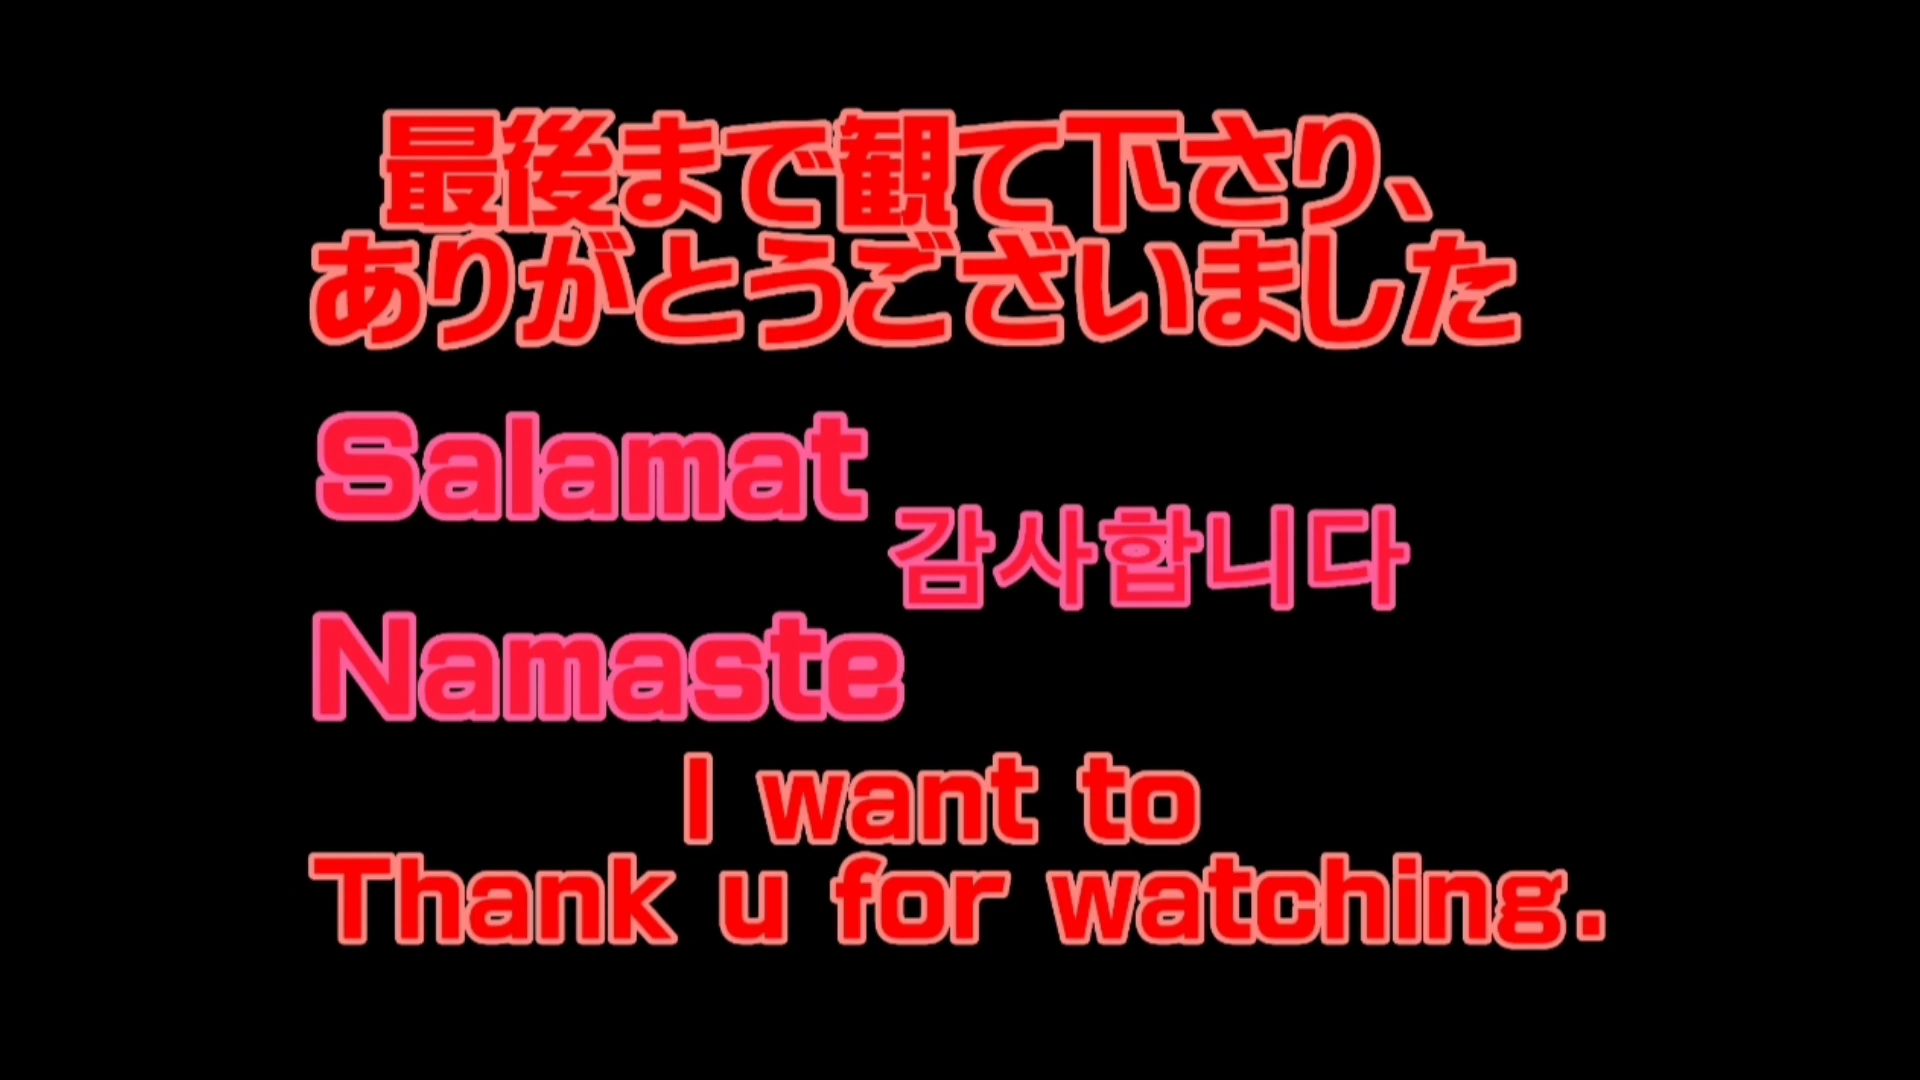 最後まで観て下さり、
ありがとうございました
Salamat
감사합니다
Namaste
I want to
Thank u for watching.